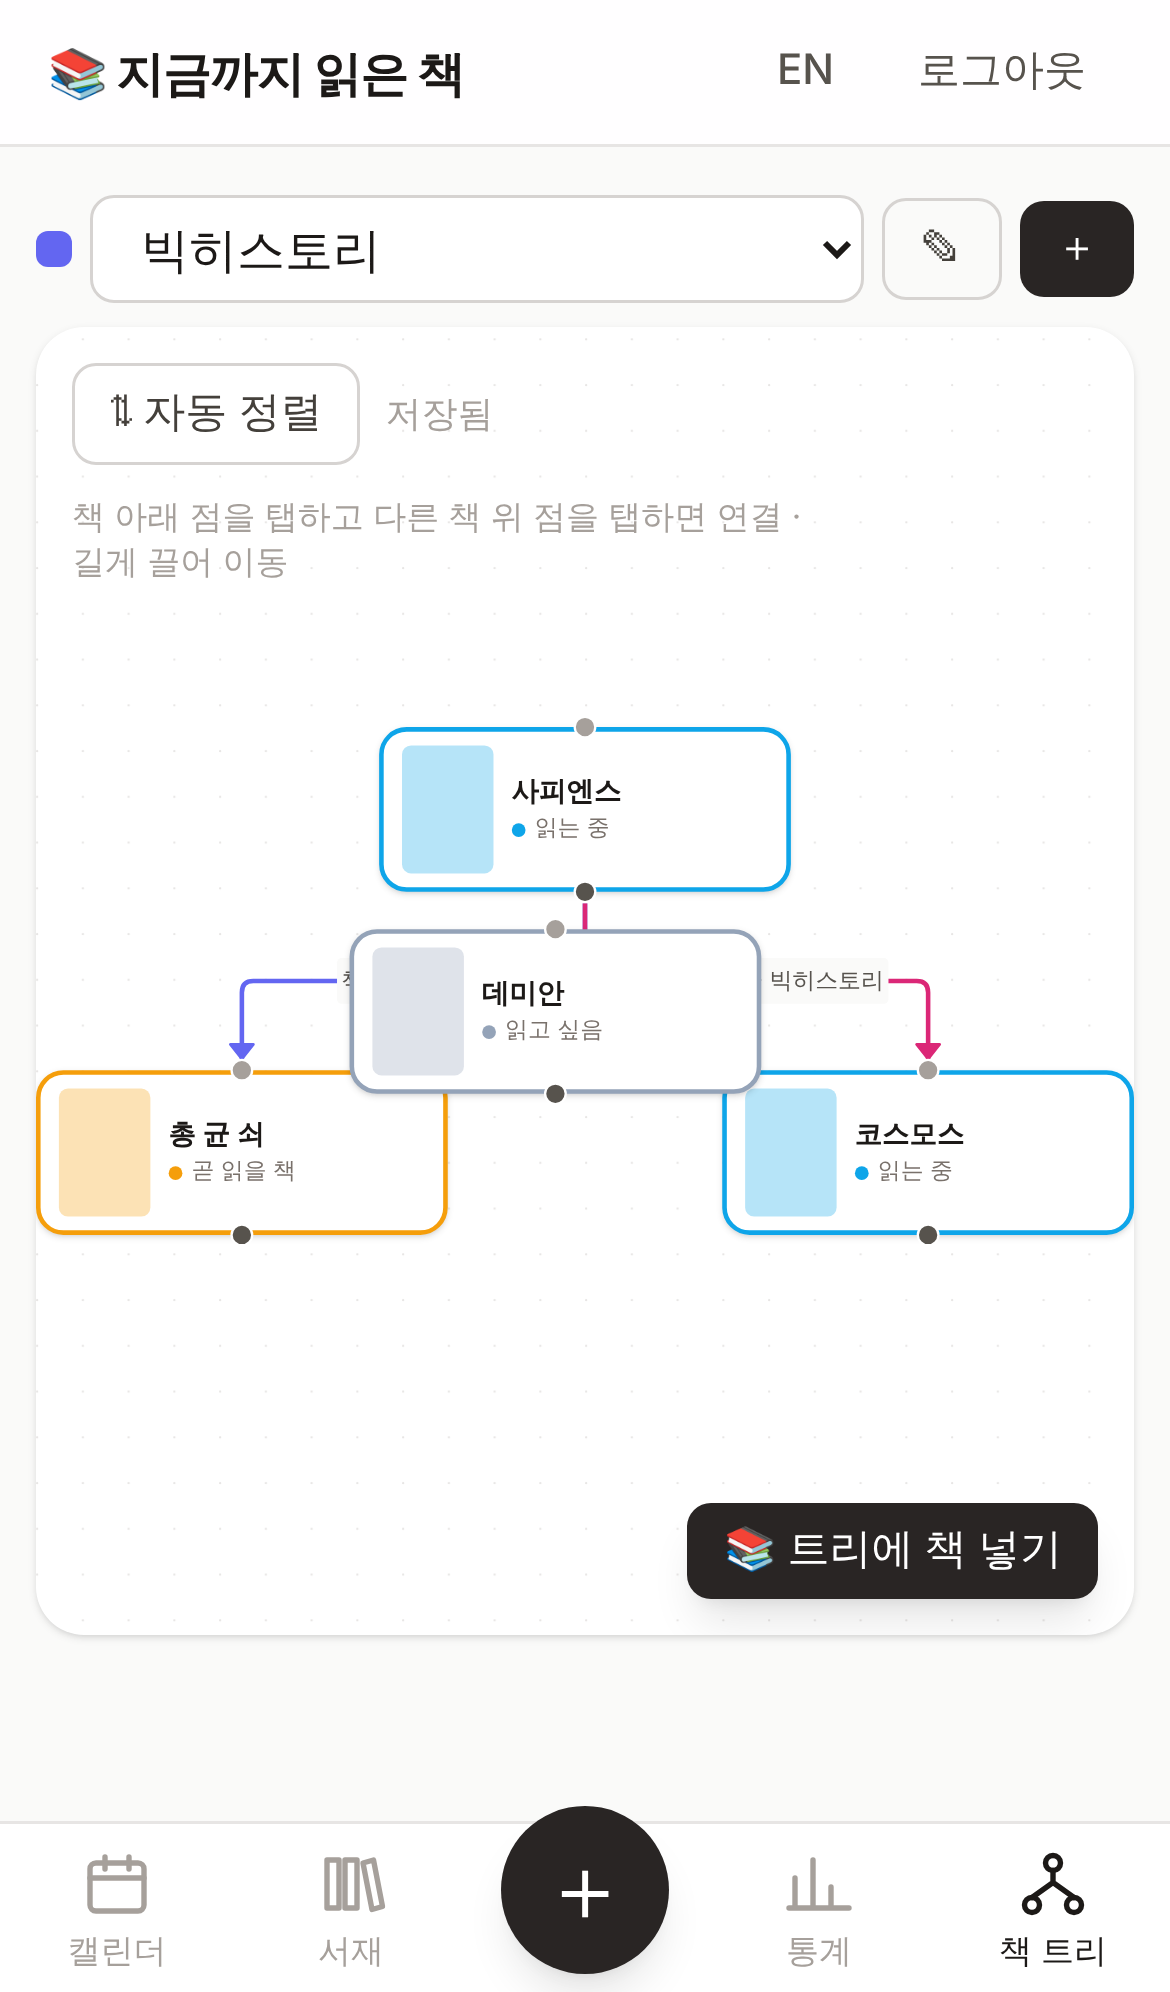 📚 지금까지 읽은 책
EN
로그아웃
빅히스토리
✎
+
⇅ 자동 정렬
저장됨
책 아래 점을 탭하고 다른 책 위 점을 탭하면 연결 ·
길게 끌어 이동
사피엔스
읽는 중
데미안
읽고 싶음
빅히스토리
총 균 쇠
곧 읽을 책
코스모스
읽는 중
📚 트리에 책 넣기
+
캘린더
서재
통계
책 트리